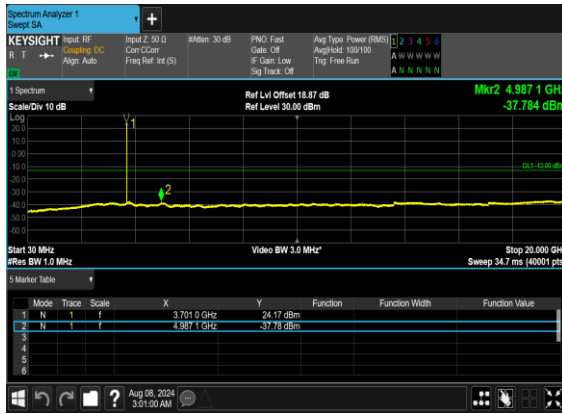 Spectrum Analyzer 1
Swept SA
+
KEYSIGHT Input: RF Input Z: 50 Ω #Atten: 30 dB PNO: Fast Avg Type: Power (RMS) 1 2 3 4 5 6
R T Coupling: DC Corr CCorr Gate: Off Avg|Hold: 100/100 A W W W W W
Align: Auto Freq Ref: Int (S) IF Gain: Low Trig: Free Run
Sig Track: Off A N N N N N
1 Spectrum Ref Lvl Offset 18.87 dB Mkr2 4.987 1 GHz
Scale/Div 10 dB Ref Level 30.00 dBm -37.784 dBm
Log
1
20.0
10.0
0.00
-10.0 DL1 -13.00 dBm
-20.0
2
-30.0
-40.0
-50.0
-60.0
Start 30 MHz Video BW 3.0 MHz* Stop 20.000 GHz
#Res BW 1.0 MHz Sweep 34.7 ms (40001 pts)
5 Marker Table
Mode Trace Scale X Y Function Function Width Function Value
1 N 1 f 3.701 0 GHz 24.17 dBm
2 N 1 f 4.987 1 GHz -37.78 dBm
3
4
5
6
? Aug 08, 2024
3:01:00 AM